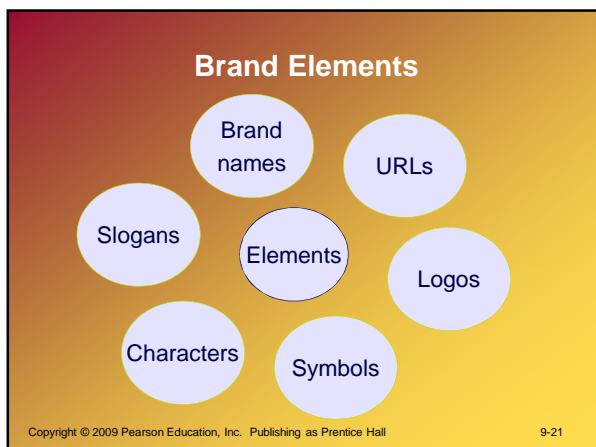 Brand Elements
Brand
names
URLs
Slogans
Elements
Logos
Characters
Symbols
Copyright © 2009 Pearson Education, Inc.  Publishing as Prentice Hall
9-21